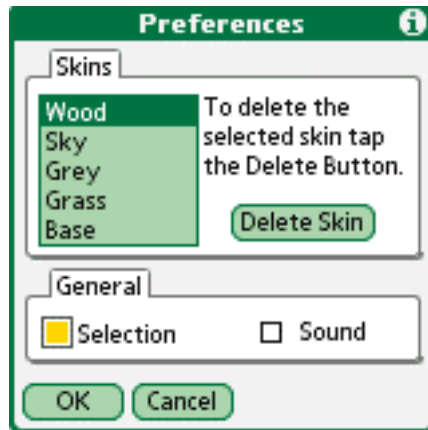 Preferences
Skins
Wood
Sky
Grey
Grass
Base
To delete the
selected skin tap
the Delete Button.
Delete Skin
General
Selection
Sound
OK
Cancel